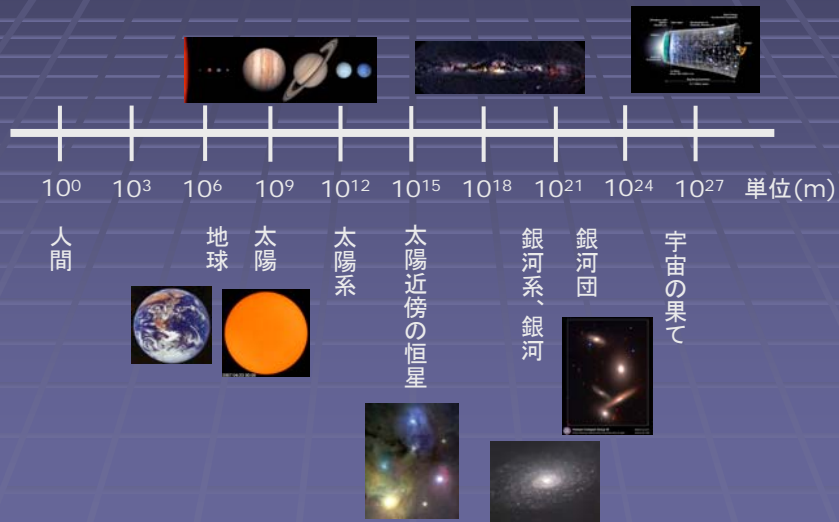 10⁰ 10³ 10⁶ 10⁹ 10¹² 10¹⁵ 10¹⁸ 10²¹ 10²⁴ 10²⁷ 単位(m)
人間
地球
太陽
太陽系
太陽近傍の恒星
銀河系、銀河
銀河団
宇宙の果て